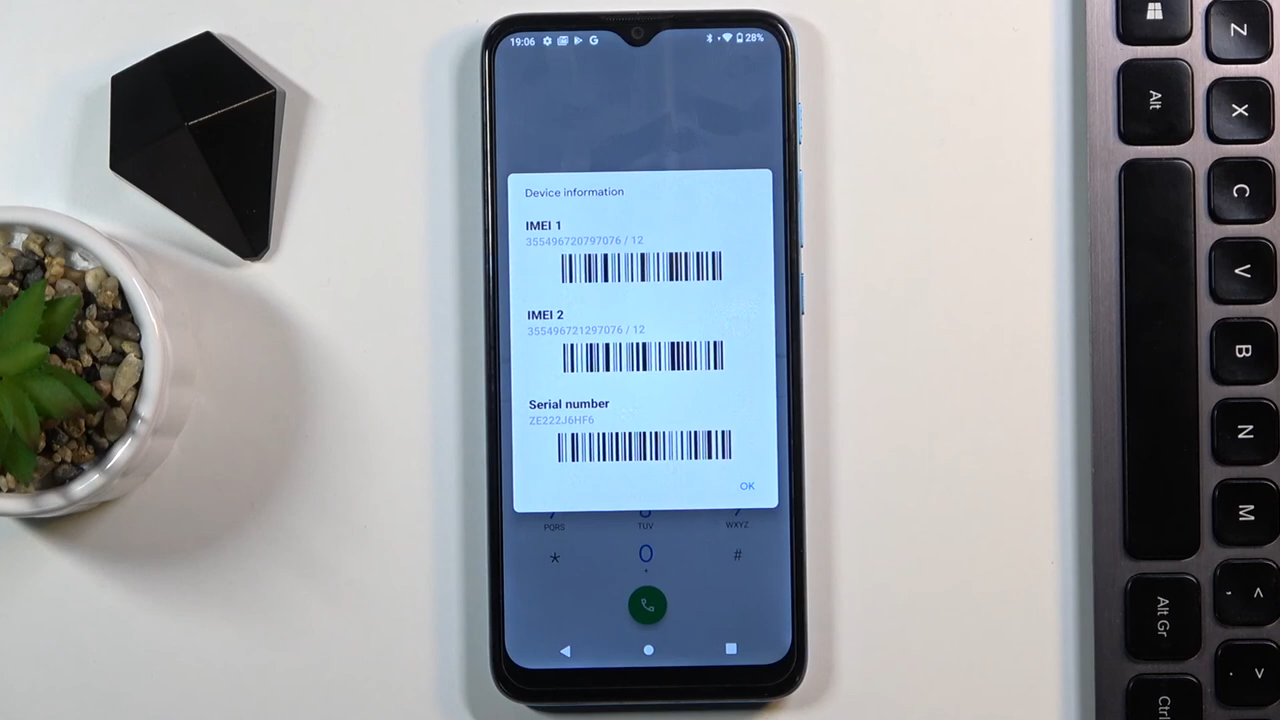 19:06 G 28%
Device information
IMEI 1
355496720797076 / 12
IMEI 2
355496721297076 / 12
Serial number
ZE222J6HF6
OK
PQRS TUV WXYZ
* 0 #
+
Alt
Alt Gr
Ctrl
Z
X
C
V
B
N
M
< ,
> .